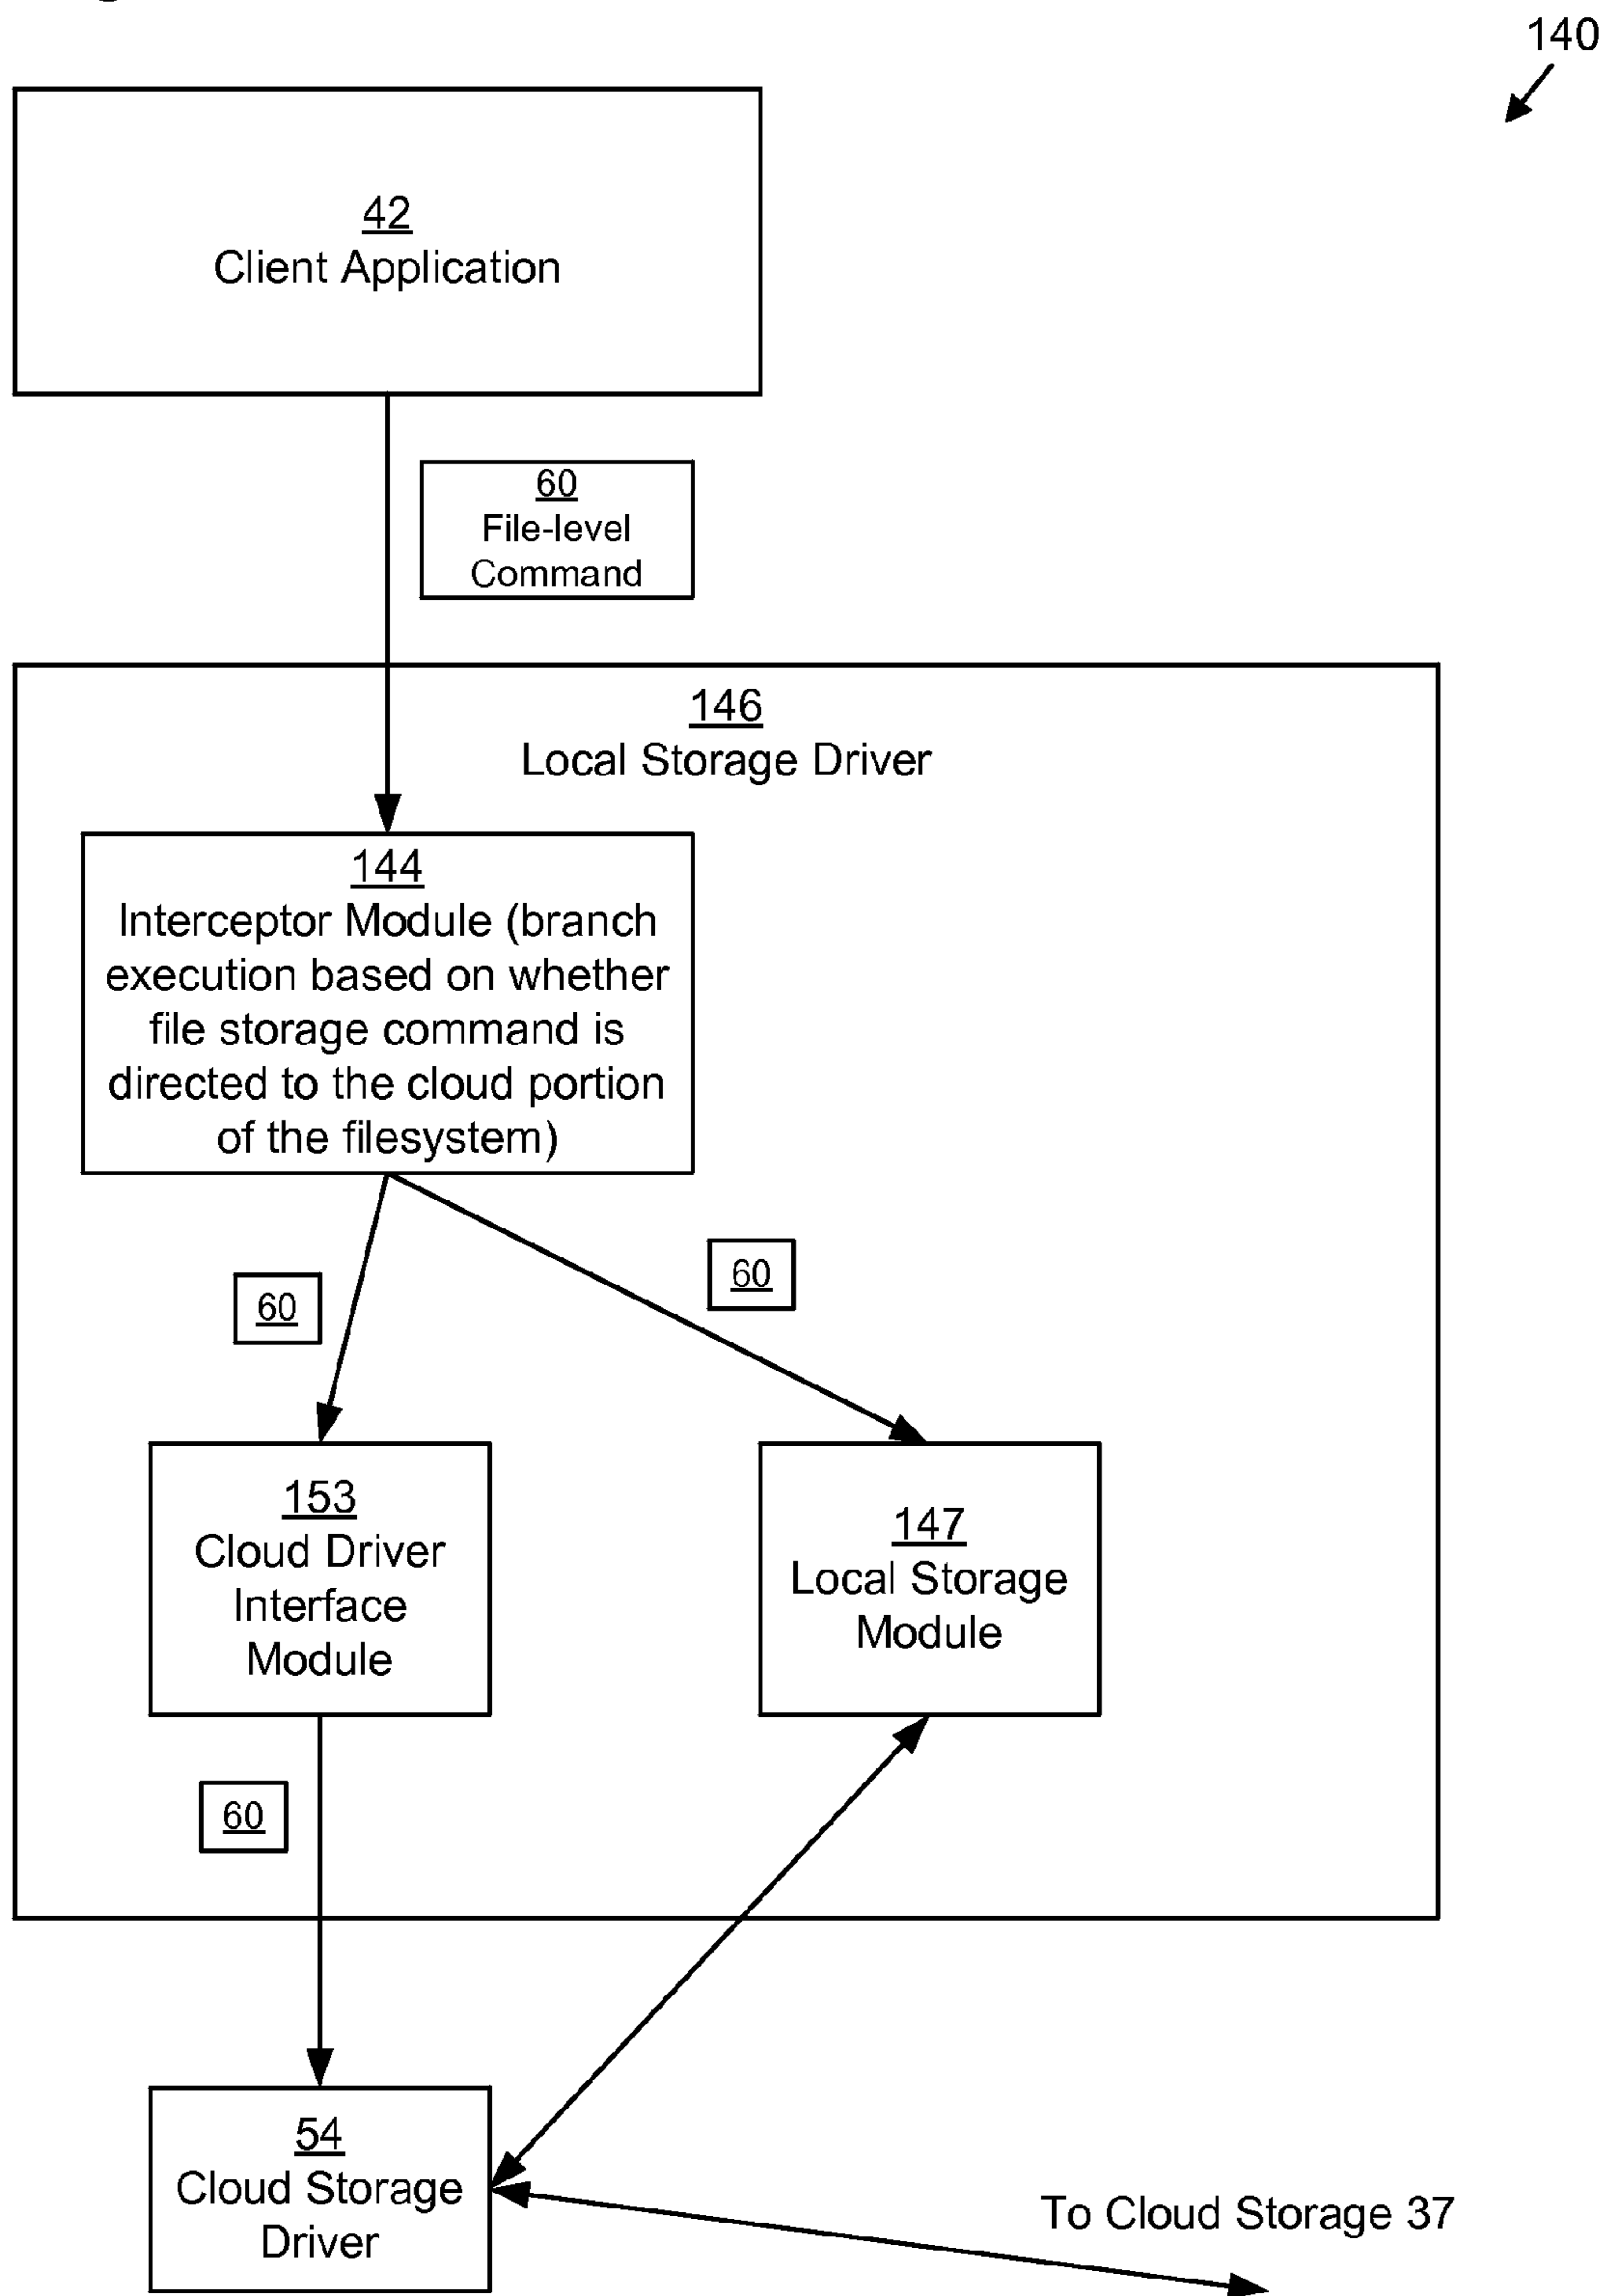 140
42
Client Application
60
File-level
Command
146
Local Storage Driver
144
Interceptor Module (branch
execution based on whether
file storage command is
directed to the cloud portion
of the filesystem)
60
60
153
Cloud Driver
Interface
Module
147
Local Storage
Module
60
54
Cloud Storage
Driver
To Cloud Storage 37